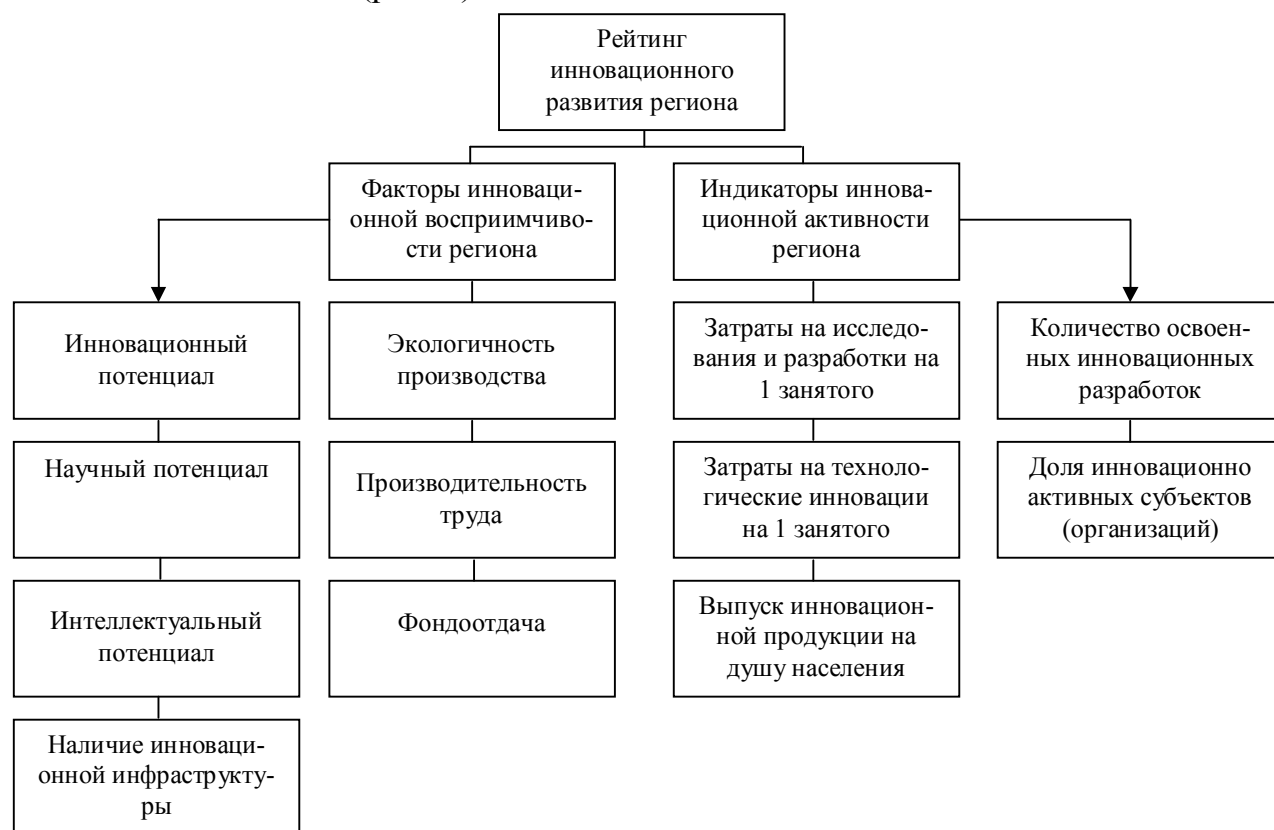 Рейтинг
инновационного
развития региона
Факторы инноваци-
онной восприимчиво-
сти региона
Индикаторы иннова-
ционной активности
региона
Инновационный
потенциал
Экологичность
производства
Затраты на исследо-
вания и разработки на
1 занятого
Количество освоен-
ных инновационных
разработок
Научный потенциал
Производительность
труда
Затраты на техноло-
гические инновации
на 1 занятого
Доля инновационно
активных субъектов
(организаций)
Интеллектуальный
потенциал
Фондоотдача
Выпуск инновацион-
ной продукции на
душу населения
Наличие инноваци-
онной инфраструкту-
ры